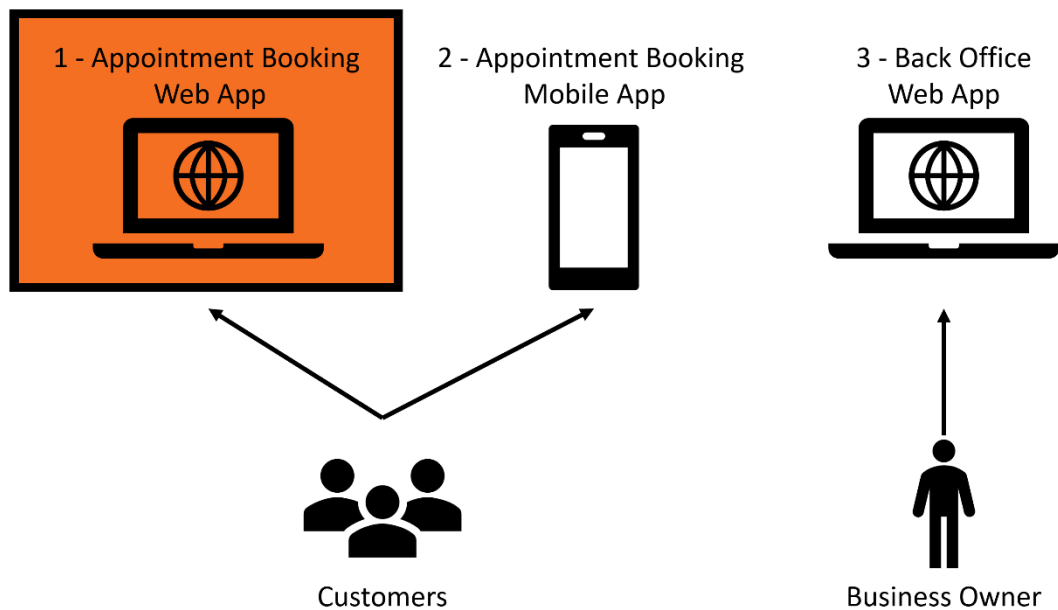 1 - Appointment Booking
Web App
2 - Appointment Booking
Mobile App
3 - Back Office
Web App
Customers
Business Owner